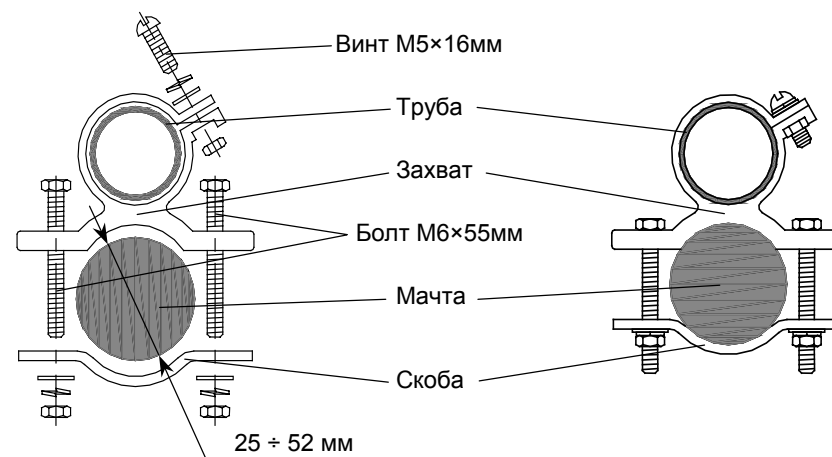 Винт М5×16мм
Труба
Захват
Болт М6×55мм
Мачта
Скоба
25 ÷ 52 мм